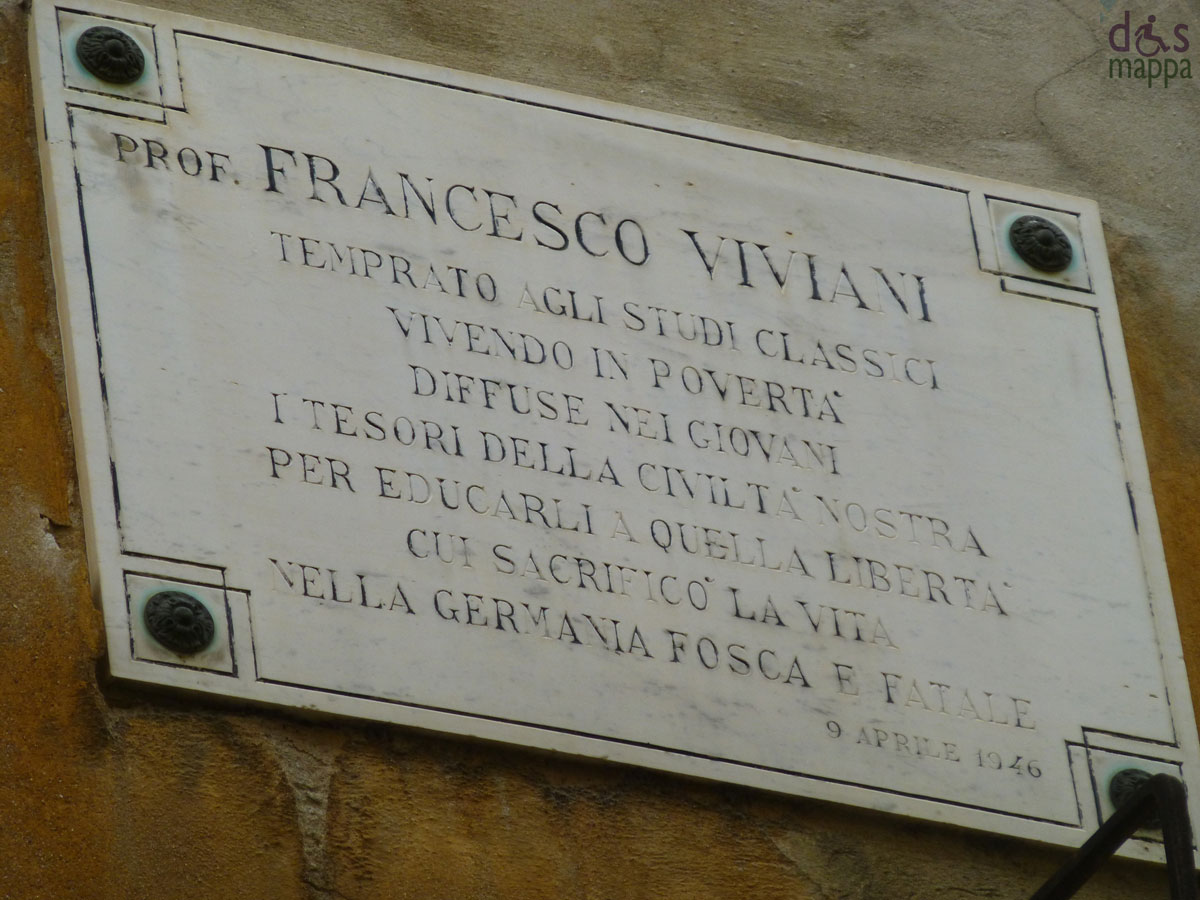 dis
mappa
PROF. FRANCESCO VIVIANI
TEMPRATO AGLI STUDI CLASSICI
VIVENDO IN POVERTÀ
DIFFUSE NEI GIOVANI
I TESORI DELLA CIVILTÀ NOSTRA
PER EDUCARLI A QUELLA LIBERTÀ
CUI SACRIFICÒ LA VITA
NELLA GERMANIA FOSCA E FATALE
9 APRILE 1946